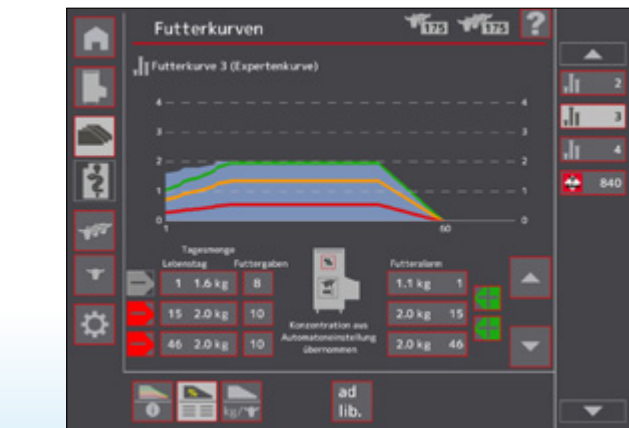 Futterkurven
175
175
?
Futterkurve 3 (Expertenkurve)
4
4
3
3
2
2
1
1
0
0
1
60
Tagesmenge
Lebenstag Futtergaben
1 1.6 kg 8
15 2.0 kg 10
46 2.0 kg 10
%
Konzentration aus
Automateneinstellung
übernommen
Futteralarm
1.1 kg 1
2.0 kg 15
2.0 kg 46
%
kg/
ad
lib.
2
3
4
840